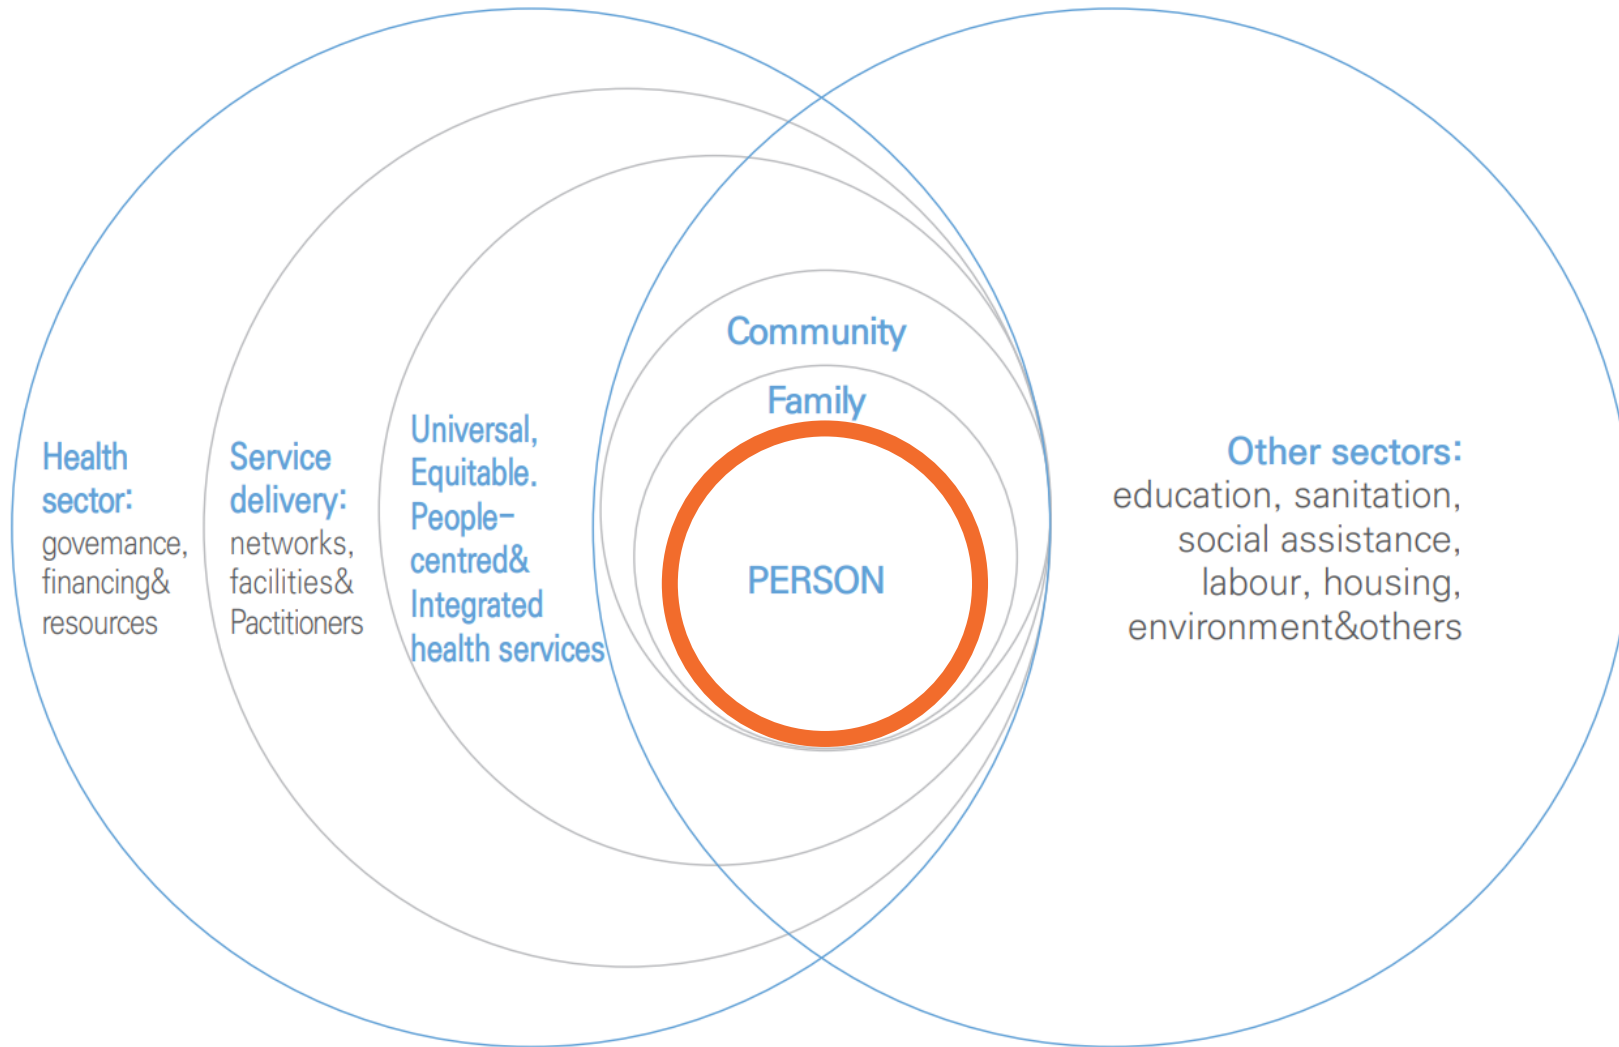 Community
Family
PERSON
Health
sector:
govemance,
financing&
resources
Service
delivery:
networks,
facilities&
Pactitioners
Universal,
Equitable.
People-
centred&
Integrated
health services
Other sectors:
education, sanitation,
social assistance,
labour, housing,
environment&others